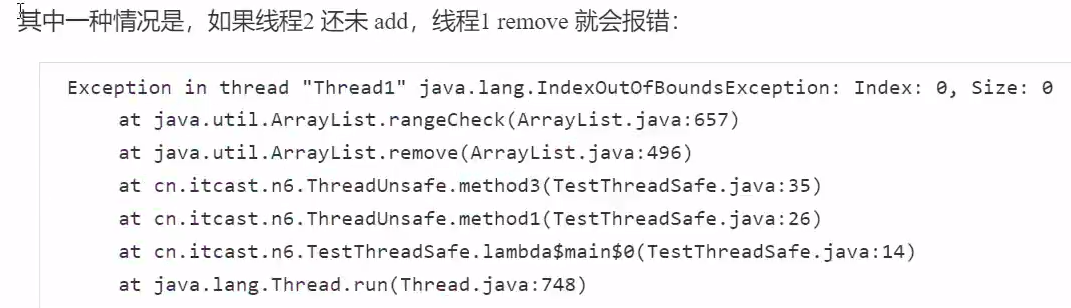 其中一种情况是，如果线程2 还未 add，线程1 remove 就会报错：
Exception in thread "Thread1" java.lang.IndexOutOfBoundsException: Index: 0, Size: 0
at java.util.ArrayList.rangeCheck(ArrayList.java:657)
at java.util.ArrayList.remove(ArrayList.java:496)
at cn.itcast.n6.ThreadUnsafe.method3(TestThreadSafe.java:35)
at cn.itcast.n6.ThreadUnsafe.method1(TestThreadSafe.java:26)
at cn.itcast.n6.TestThreadSafe.lambda$main$0(TestThreadSafe.java:14)
at java.lang.Thread.run(Thread.java:748)